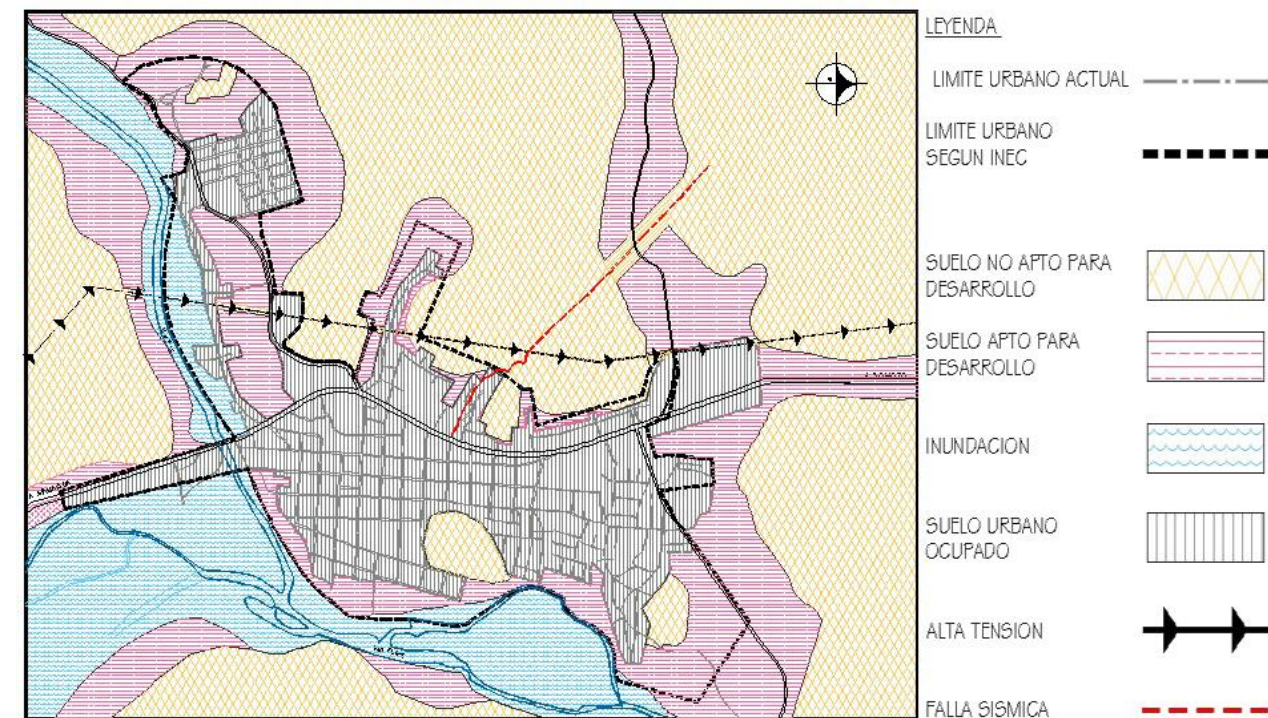 LEYENDA
LIMITE URBANO ACTUAL
LIMITE URBANO
SEGUN INEC
SUELO NO APTO PARA
DESARROLLO
SUELO APTO PARA
DESARROLLO
INUNDACION
SUELO URBANO
OCUPADO
ALTA TENSION
FALLA SISMICA